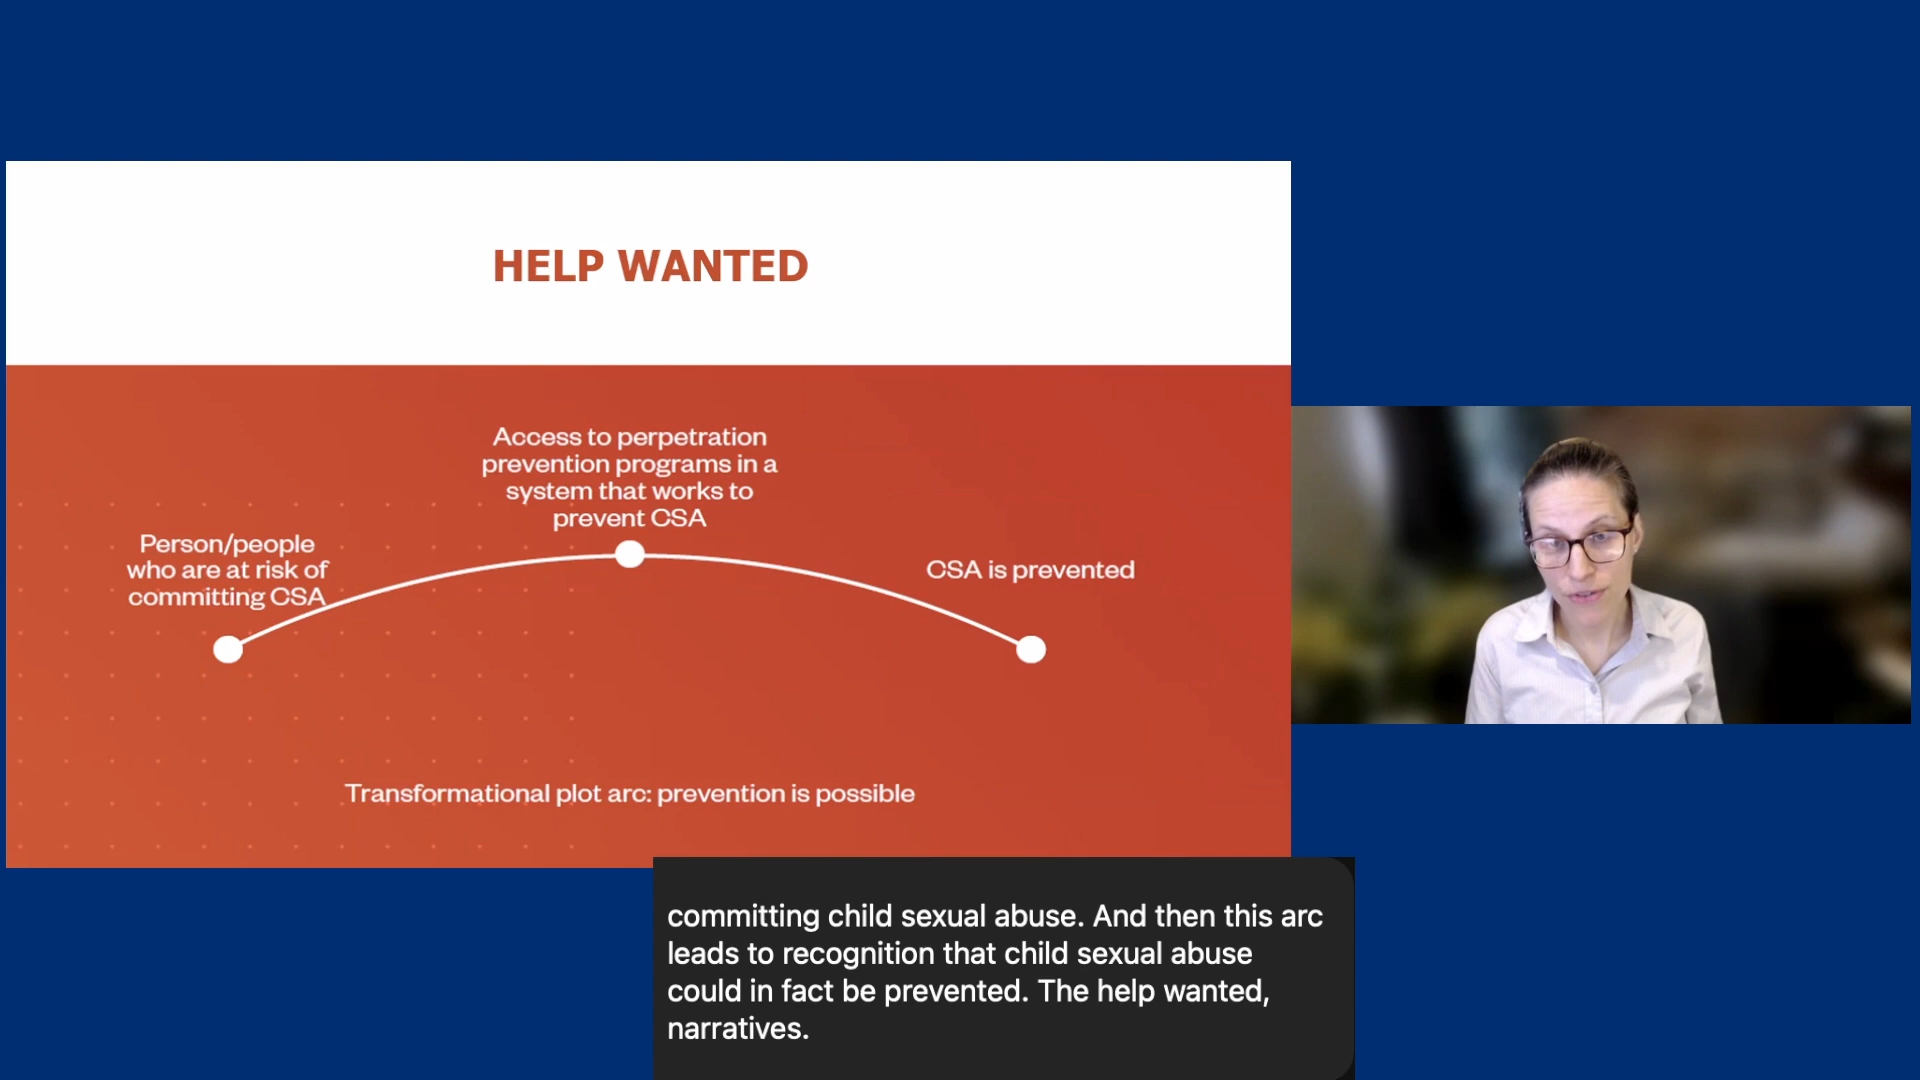 HELP WANTED
Access to perpetration
prevention programs in a
system that works to
prevent CSA
Person/people
who are at risk of
committing CSA
CSA is prevented
Transformational plot arc: prevention is possible
committing child sexual abuse. And then this arc
leads to recognition that child sexual abuse
could in fact be prevented. The help wanted,
narratives.